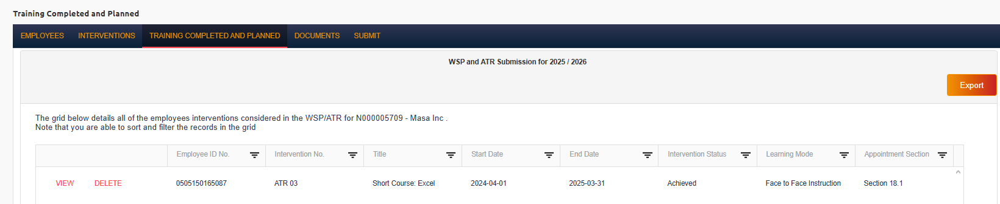 Training Completed and Planned
EMPLOYEES INTERVENTIONS TRAINING COMPLETED AND PLANNED DOCUMENTS SUBMIT
WSP and ATR Submission for 2025 / 2026
Export
The grid below details all of the employees interventions considered in the WSP/ATR for N000005709 - Masa Inc .
Note that you are able to sort and filter the records in the grid
Employee ID No. Intervention No. Title Start Date End Date Intervention Status Learning Mode Appointment Section
VIEW DELETE 0505150165087 ATR 03 Short Course: Excel 2024-04-01 2025-03-31 Achieved Face to Face Instruction Section 18.1